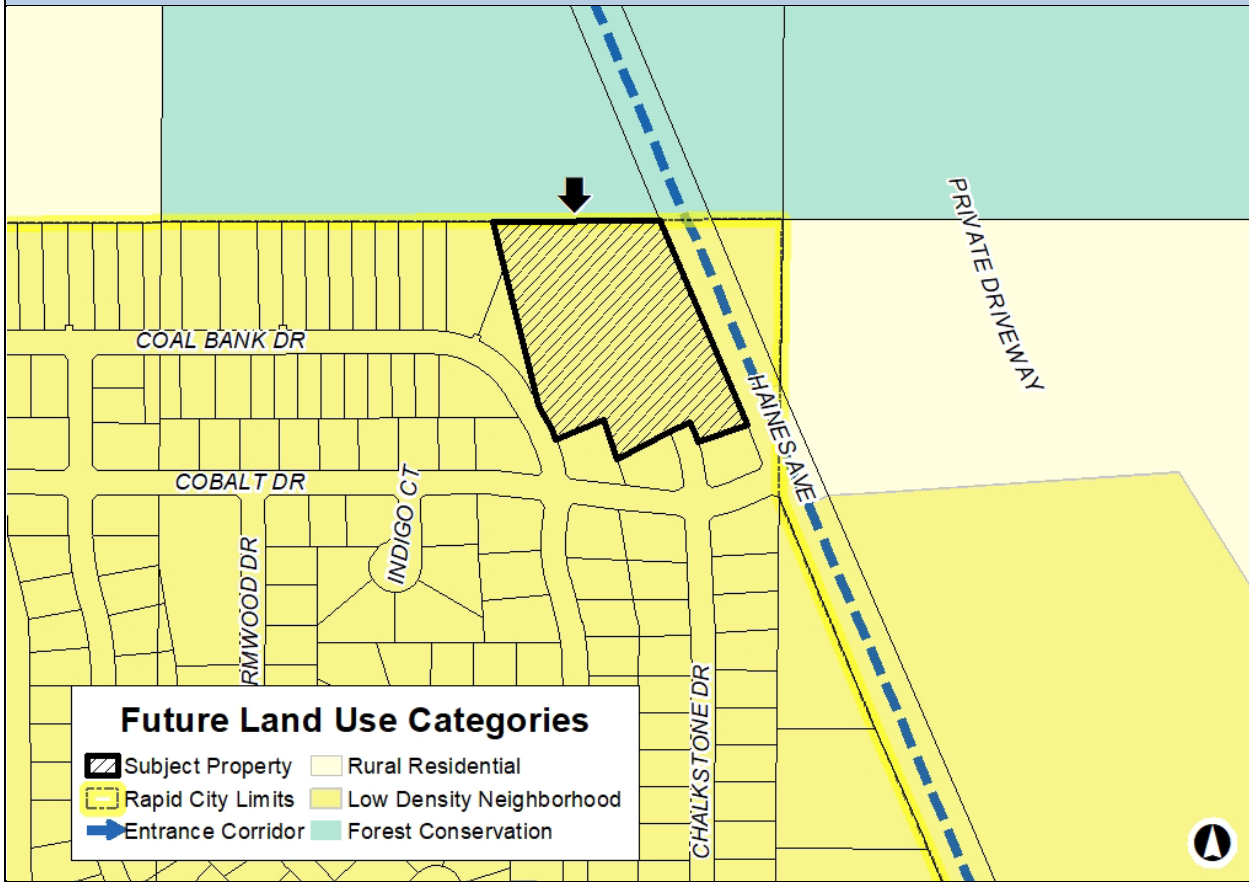 PRIVATE DRIVEWAY
COAL BANK DR
HAINES AVE
COBALT DR
INDIGO CT
RMWOOD DR
CHALKSTONE DR
Future Land Use Categories
Subject Property
Rural Residential
Rapid City Limits
Low Density Neighborhood
Entrance Corridor
Forest Conservation